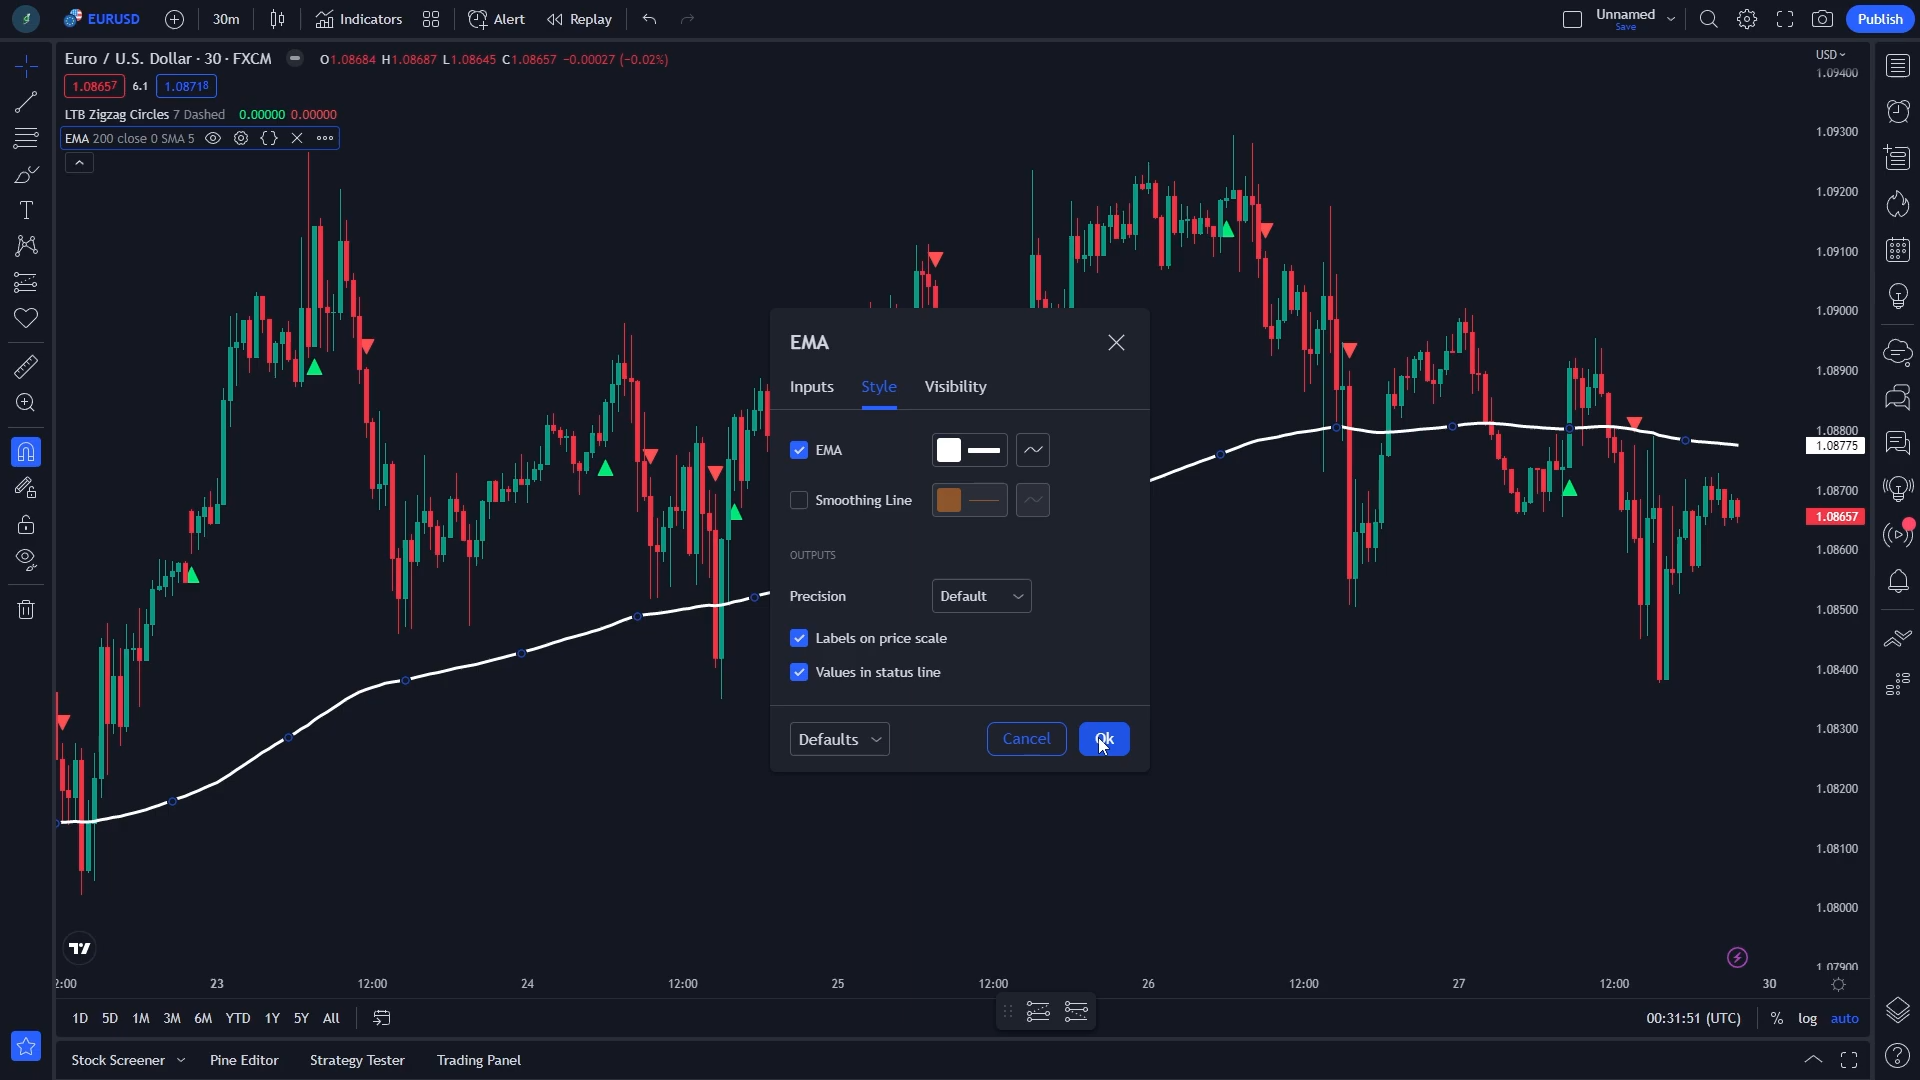 EURUSD 30m Indicators Alert Replay Unnamed Save Publish
Euro / U.S. Dollar · 30 · FXCM O1.08684 H1.08687 L1.08645 C1.08657 -0.00027 (-0.02%)
1.08657 6.1 1.08718
LTB Zigzag Circles 7 Dashed 0.00000 0.00000
EMA 200 close 0 SMA 5
USD
1.09400
1.09300
1.09200
1.09100
1.09000
1.08900
1.08800
1.08775
1.08700
1.08657
1.08600
1.08500
1.08400
1.08300
1.08200
1.08100
1.08000
1.07900
EMA
Inputs Style Visibility
EMA
Smoothing Line
OUTPUTS
Precision Default
Labels on price scale
Values in status line
Defaults Cancel Ok
2:00 23 12:00 24 12:00 25 12:00 26 12:00 27 12:00 30
1D 5D 1M 3M 6M YTD 1Y 5Y All 00:31:51 (UTC) % log auto
Stock Screener Pine Editor Strategy Tester Trading Panel